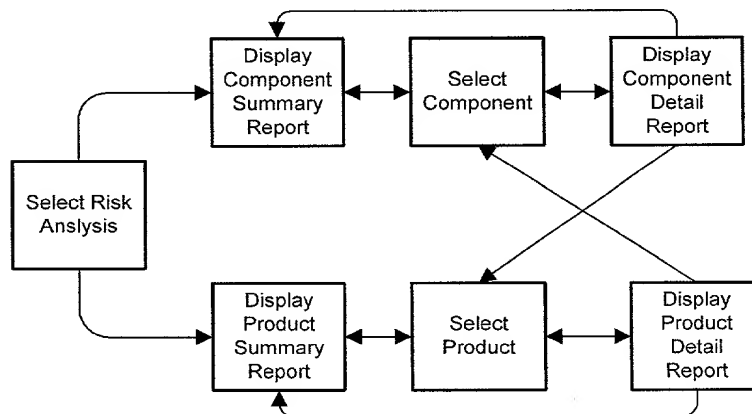 Display
Component
Summary
Report
Select
Component
Display
Component
Detail
Report
Select Risk
Anslysis
Display
Product
Summary
Report
Select
Product
Display
Product
Detail
Report